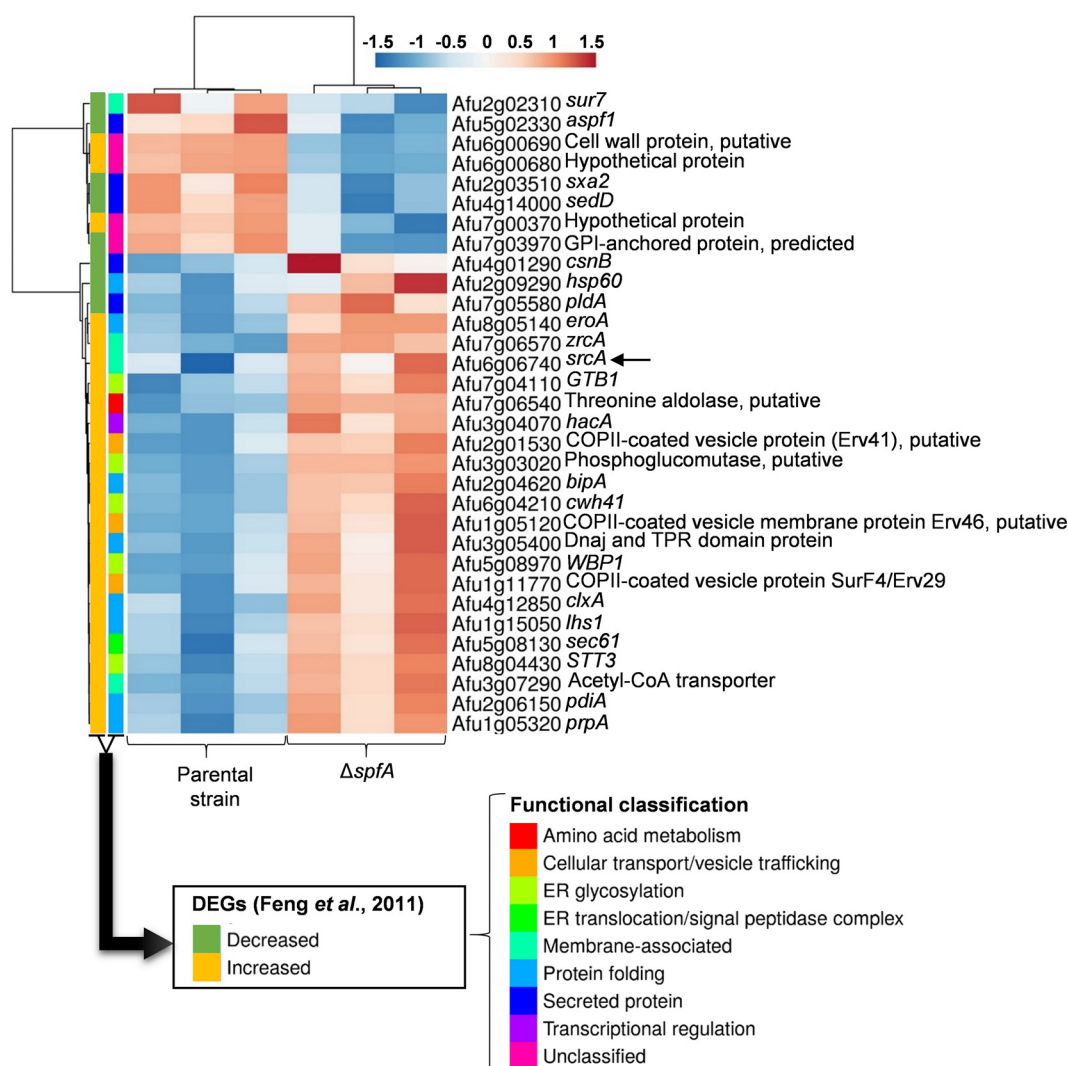 -1.5 -1 -0.5 0 0.5 1 1.5
Afu2g02310 sur7
Afu5g02330 aspf1
Afu6g00690 Cell wall protein, putative
Afu6g00680 Hypothetical protein
Afu2g03510 sxa2
Afu4g14000 sedD
Afu7g00370 Hypothetical protein
Afu7g03970 GPI-anchored protein, predicted
Afu4g01290 csnB
Afu2g09290 hsp60
Afu7g05580 pldA
Afu8g05140 eroA
Afu7g06570 zrcA
Afu6g06740 srcA
Afu7g04110 GTB1
Afu7g06540 Threonine aldolase, putative
Afu3g04070 hacA
Afu2g01530 COPII-coated vesicle protein (Erv41), putative
Afu3g03020 Phosphoglucomutase, putative
Afu2g04620 bipA
Afu6g04210 cwh41
Afu1g05120 COPII-coated vesicle membrane protein Erv46, putative
Afu3g05400 Dnaj and TPR domain protein
Afu5g08970 WBP1
Afu1g11770 COPII-coated vesicle protein SurF4/Erv29
Afu4g12850 clxA
Afu1g15050 lhs1
Afu5g08130 sec61
Afu8g04430 STT3
Afu3g07290 Acetyl-CoA transporter
Afu2g06150 pdiA
Afu1g05320 prpA
Parental
strain
ΔspfA
DEGs (Feng et al., 2011)
Decreased
Increased
Functional classification
Amino acid metabolism
Cellular transport/vesicle trafficking
ER glycosylation
ER translocation/signal peptidase complex
Membrane-associated
Protein folding
Secreted protein
Transcriptional regulation
Unclassified